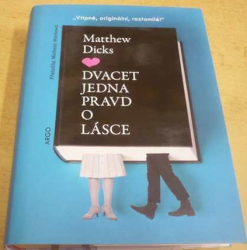 „Vtipné, originální, roztomilé!"
Matthew
Dicks
DVACET
JEDNA
PRAVD
O
LÁSCE
ARGO